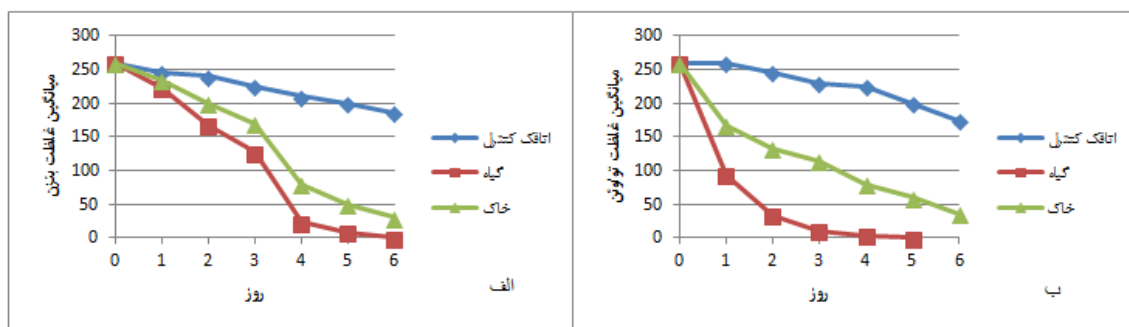 میانگین غلظت بنزن
300
250
200
150
100
50
0
0 1 2 3 4 5 6
روز
اتاقک کنترل
گیاه
خاک
الف
میانگین غلظت تولوئن
300
250
200
150
100
50
0
0 1 2 3 4 5 6
روز
اتاقک کنترل
گیاه
خاک
ب